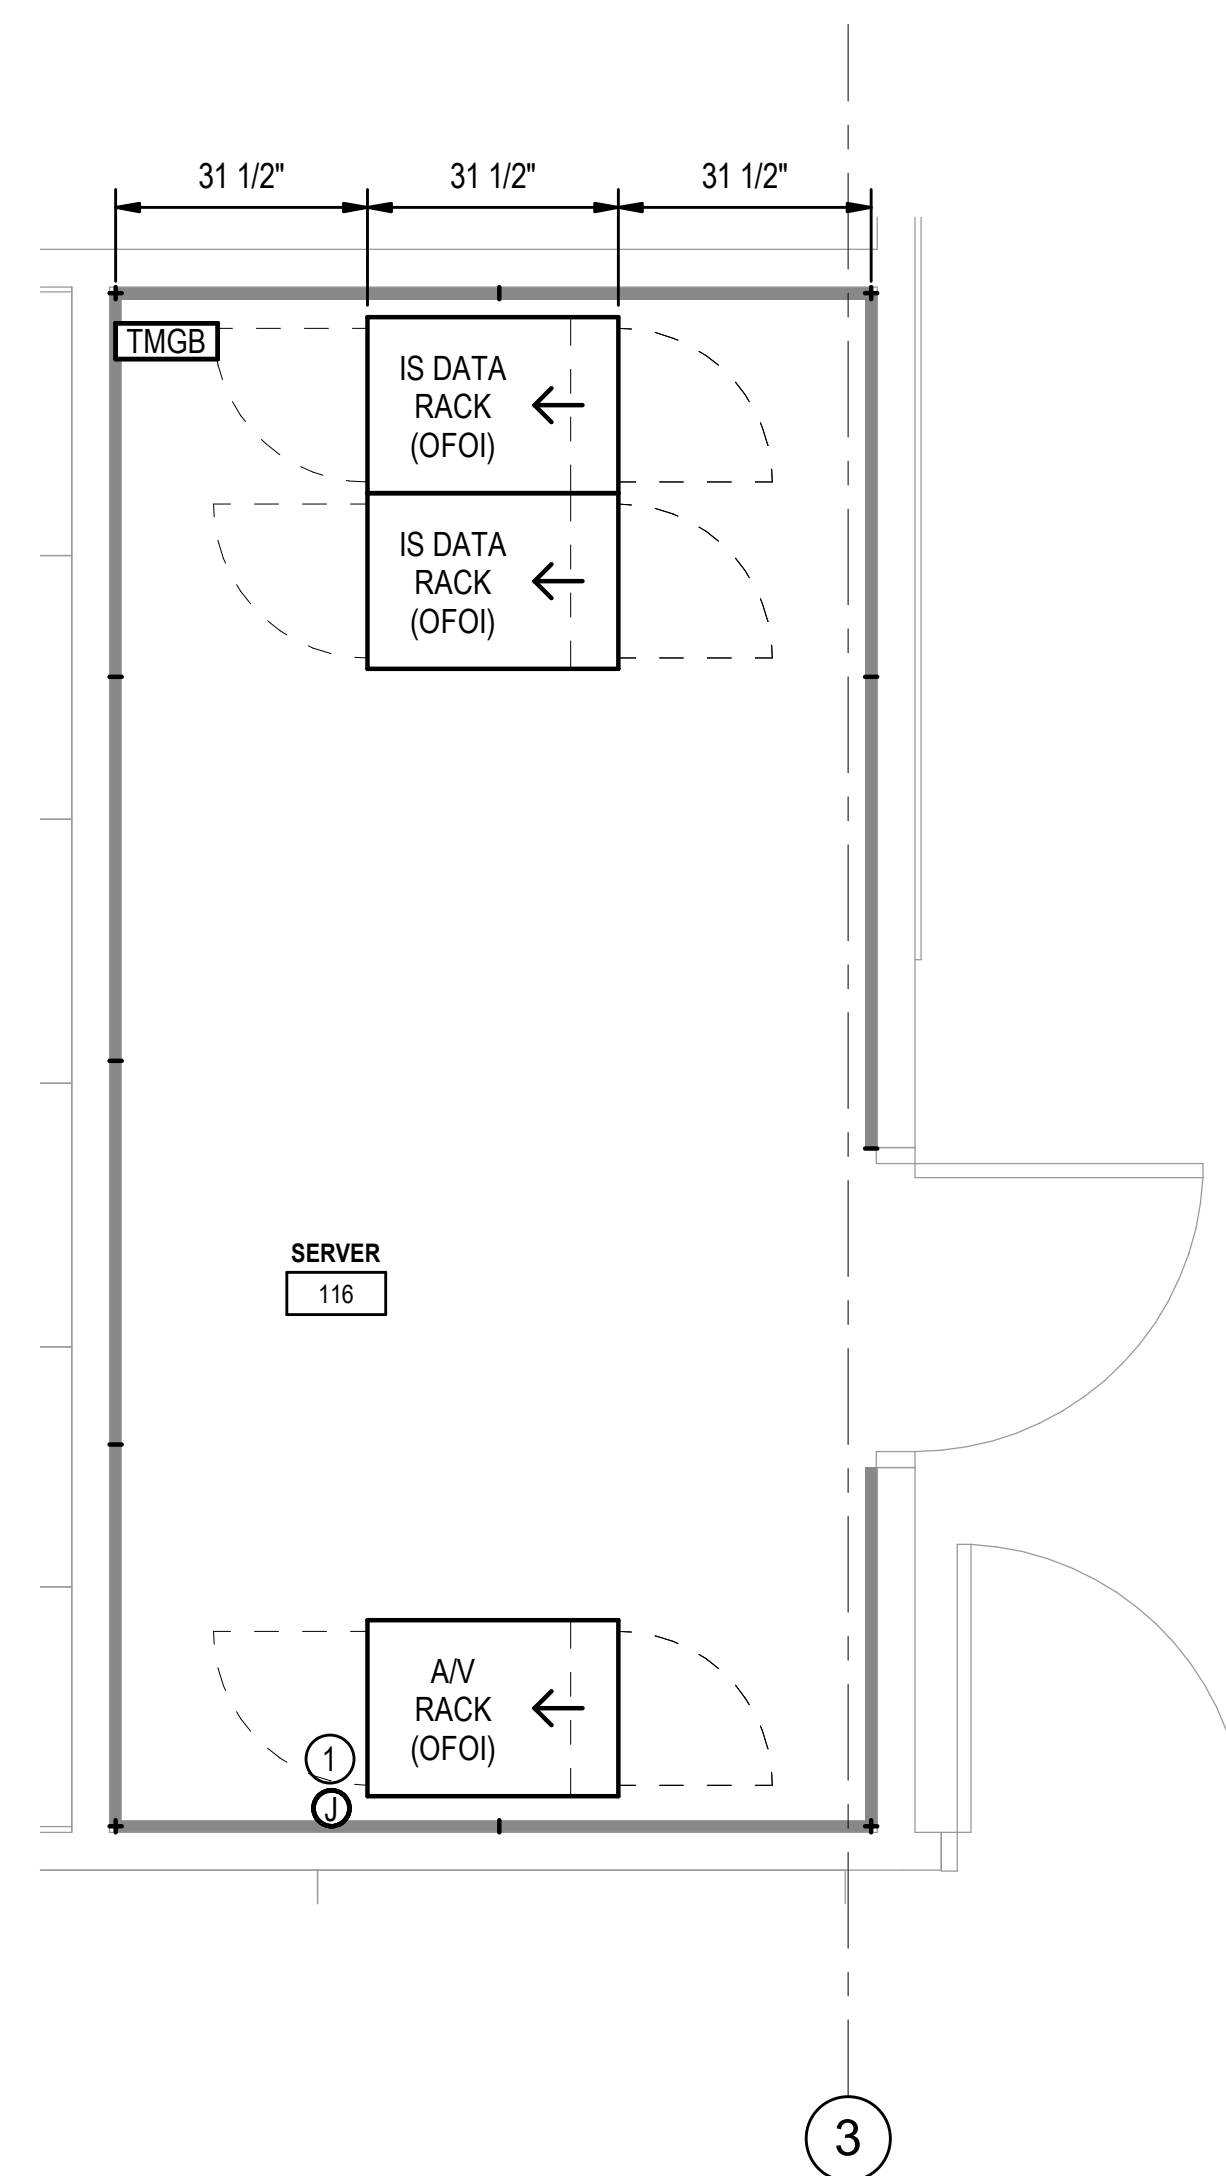 31 1/2" 31 1/2" 31 1/2"
TMGB
IS DATA
RACK
(OFOI)
IS DATA
RACK
(OFOI)
SERVER
116
A/V
RACK
(OFOI)
1
J
3